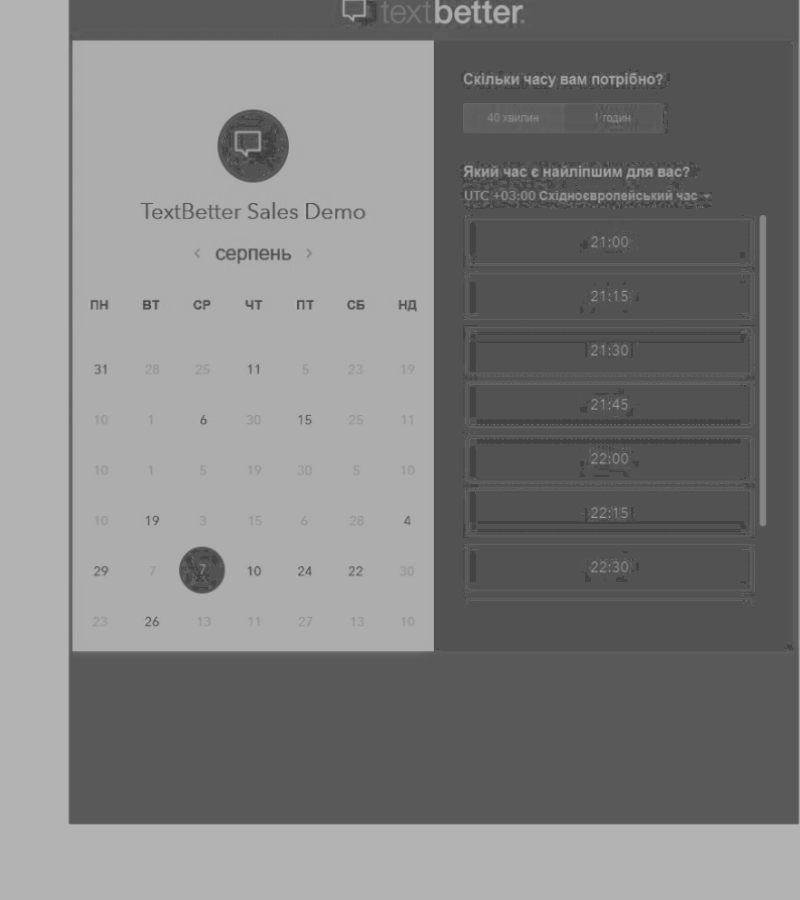 textbetter.
TextBetter Sales Demo
серпень
ПН ВТ СР ЧТ ПТ СБ НД
31 28 25 11 5 23 19
10 1 6 30 15 25 11
10 1 5 19 30 5 10
10 19 3 15 6 28 4
29 7 10 24 22 30
23 26 13 11 27 13 10
Скільки часу вам потрібно?
40 хвилин 1 годин
Який час є найліпшим для вас?
UTC +03:00 Східноєвропейський час
21:00
21:15
21:30
21:45
22:00
22:15
22:30